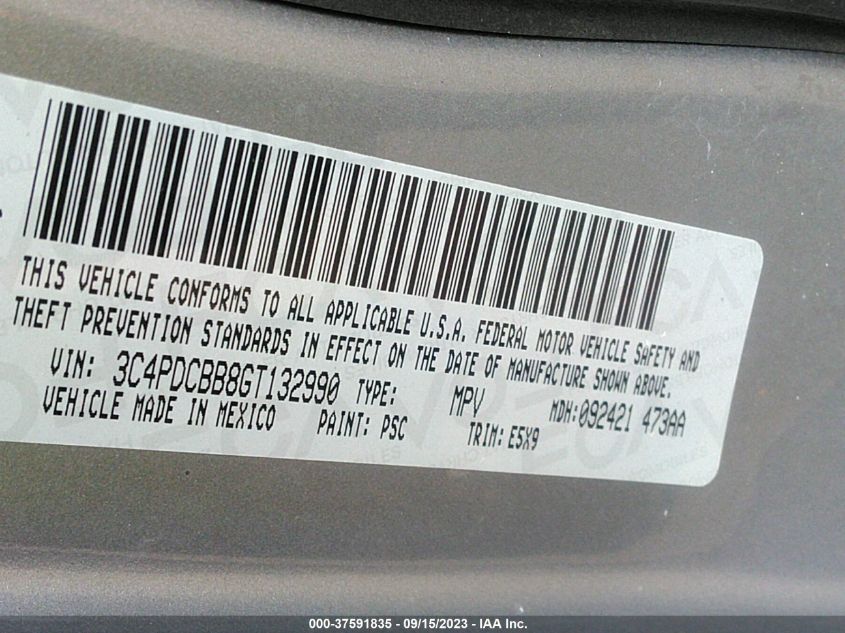 THIS VEHICLE CONFORMS TO ALL APPLICABLE U.S.A. FEDERAL MOTOR VEHICLE SAFETY AND
THEFT PREVENTION STANDARDS IN EFFECT ON THE DATE OF MANUFACTURE SHOWN ABOVE.
VIN: 3C4PDCBB8GT132990 TYPE: MPV MDH:092421 473AA
VEHICLE MADE IN MEXICO PAINT: PSC TRIM: E5X9
000-37591835 - 09/15/2023 - IAA Inc.